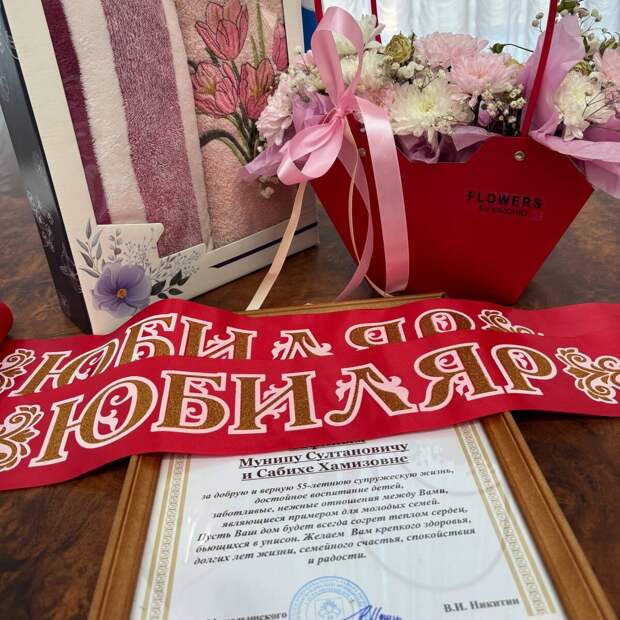 FLOWERS
ЮБИЛЯР
ЮБИЛЯР
Мунипу Султановичу
и Сабихе Хамизовне
за добрую и верную 55-летнюю супружескую жизнь,
достойное воспитание детей,
заботливые, нежные отношения между Вами,
являющиеся примером для молодых семей.
Пусть Ваш дом будет всегда согрет теплом сердец,
бьющихся в унисон. Желаем Вам крепкого здоровья,
долгих лет жизни, семейного счастья, спокойствия
и радости.
В.И. Никитин